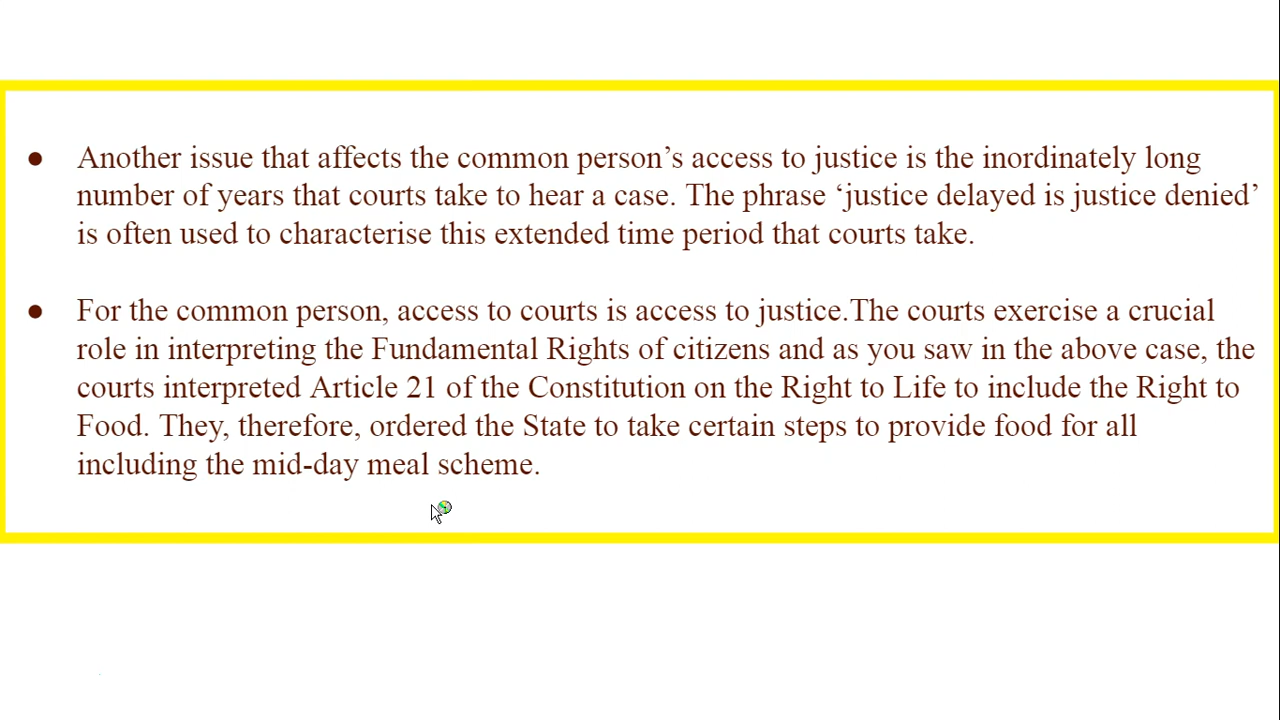 ● Another issue that affects the common person’s access to justice is the inordinately long
number of years that courts take to hear a case. The phrase ‘justice delayed is justice denied’
is often used to characterise this extended time period that courts take.
● For the common person, access to courts is access to justice.The courts exercise a crucial
role in interpreting the Fundamental Rights of citizens and as you saw in the above case, the
courts interpreted Article 21 of the Constitution on the Right to Life to include the Right to
Food. They, therefore, ordered the State to take certain steps to provide food for all
including the mid-day meal scheme.